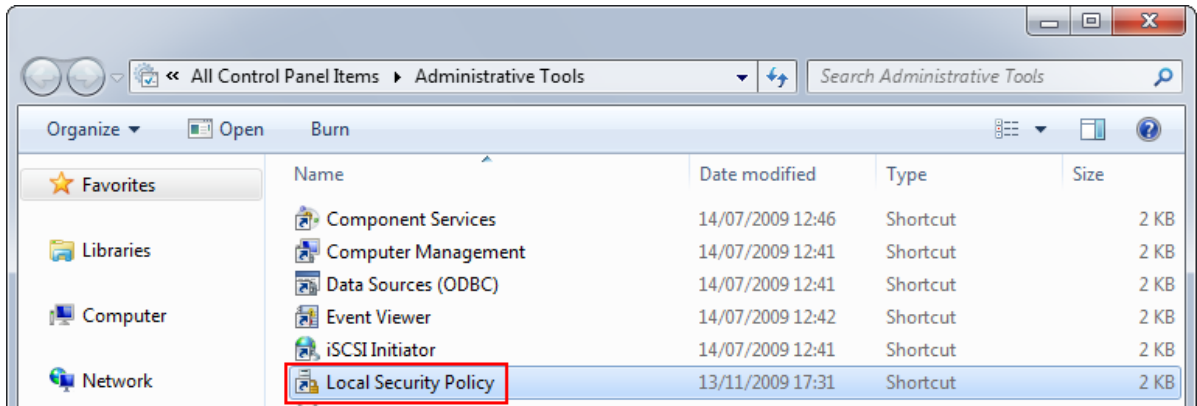 « All Control Panel Items ▸ Administrative Tools Search Administrative Tools
Organize Open Burn
Name Date modified Type Size
Favorites
Component Services 14/07/2009 12:46 Shortcut 2 KB
Libraries
Computer Management 14/07/2009 12:41 Shortcut 2 KB
Data Sources (ODBC) 14/07/2009 12:41 Shortcut 2 KB
Computer
Event Viewer 14/07/2009 12:42 Shortcut 2 KB
iSCSI Initiator 14/07/2009 12:41 Shortcut 2 KB
Network
Local Security Policy 13/11/2009 17:31 Shortcut 2 KB